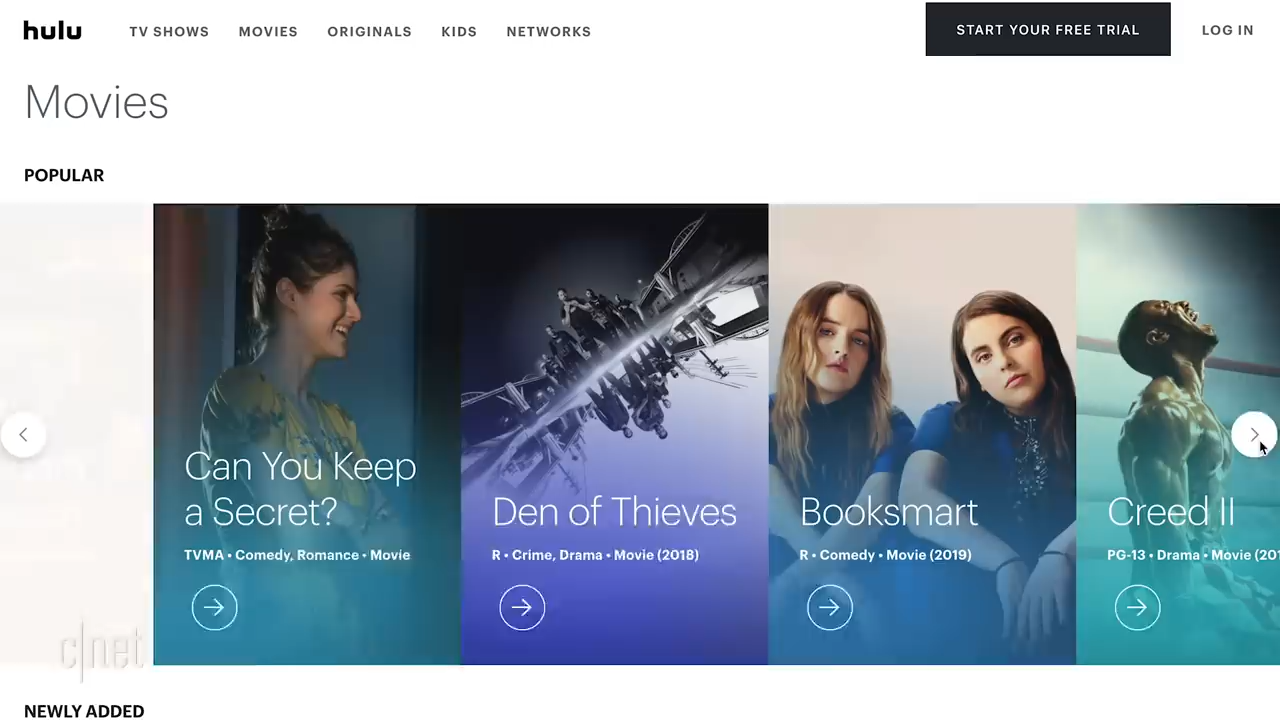 hulu TV SHOWS MOVIES ORIGINALS KIDS NETWORKS START YOUR FREE TRIAL LOG IN
Movies
POPULAR
Can You Keep
a Secret?
TVMA • Comedy, Romance • Movie
Den of Thieves
R • Crime, Drama • Movie (2018)
Booksmart
R • Comedy • Movie (2019)
Creed II
PG-13 • Drama • Movie (201
c|net
NEWLY ADDED